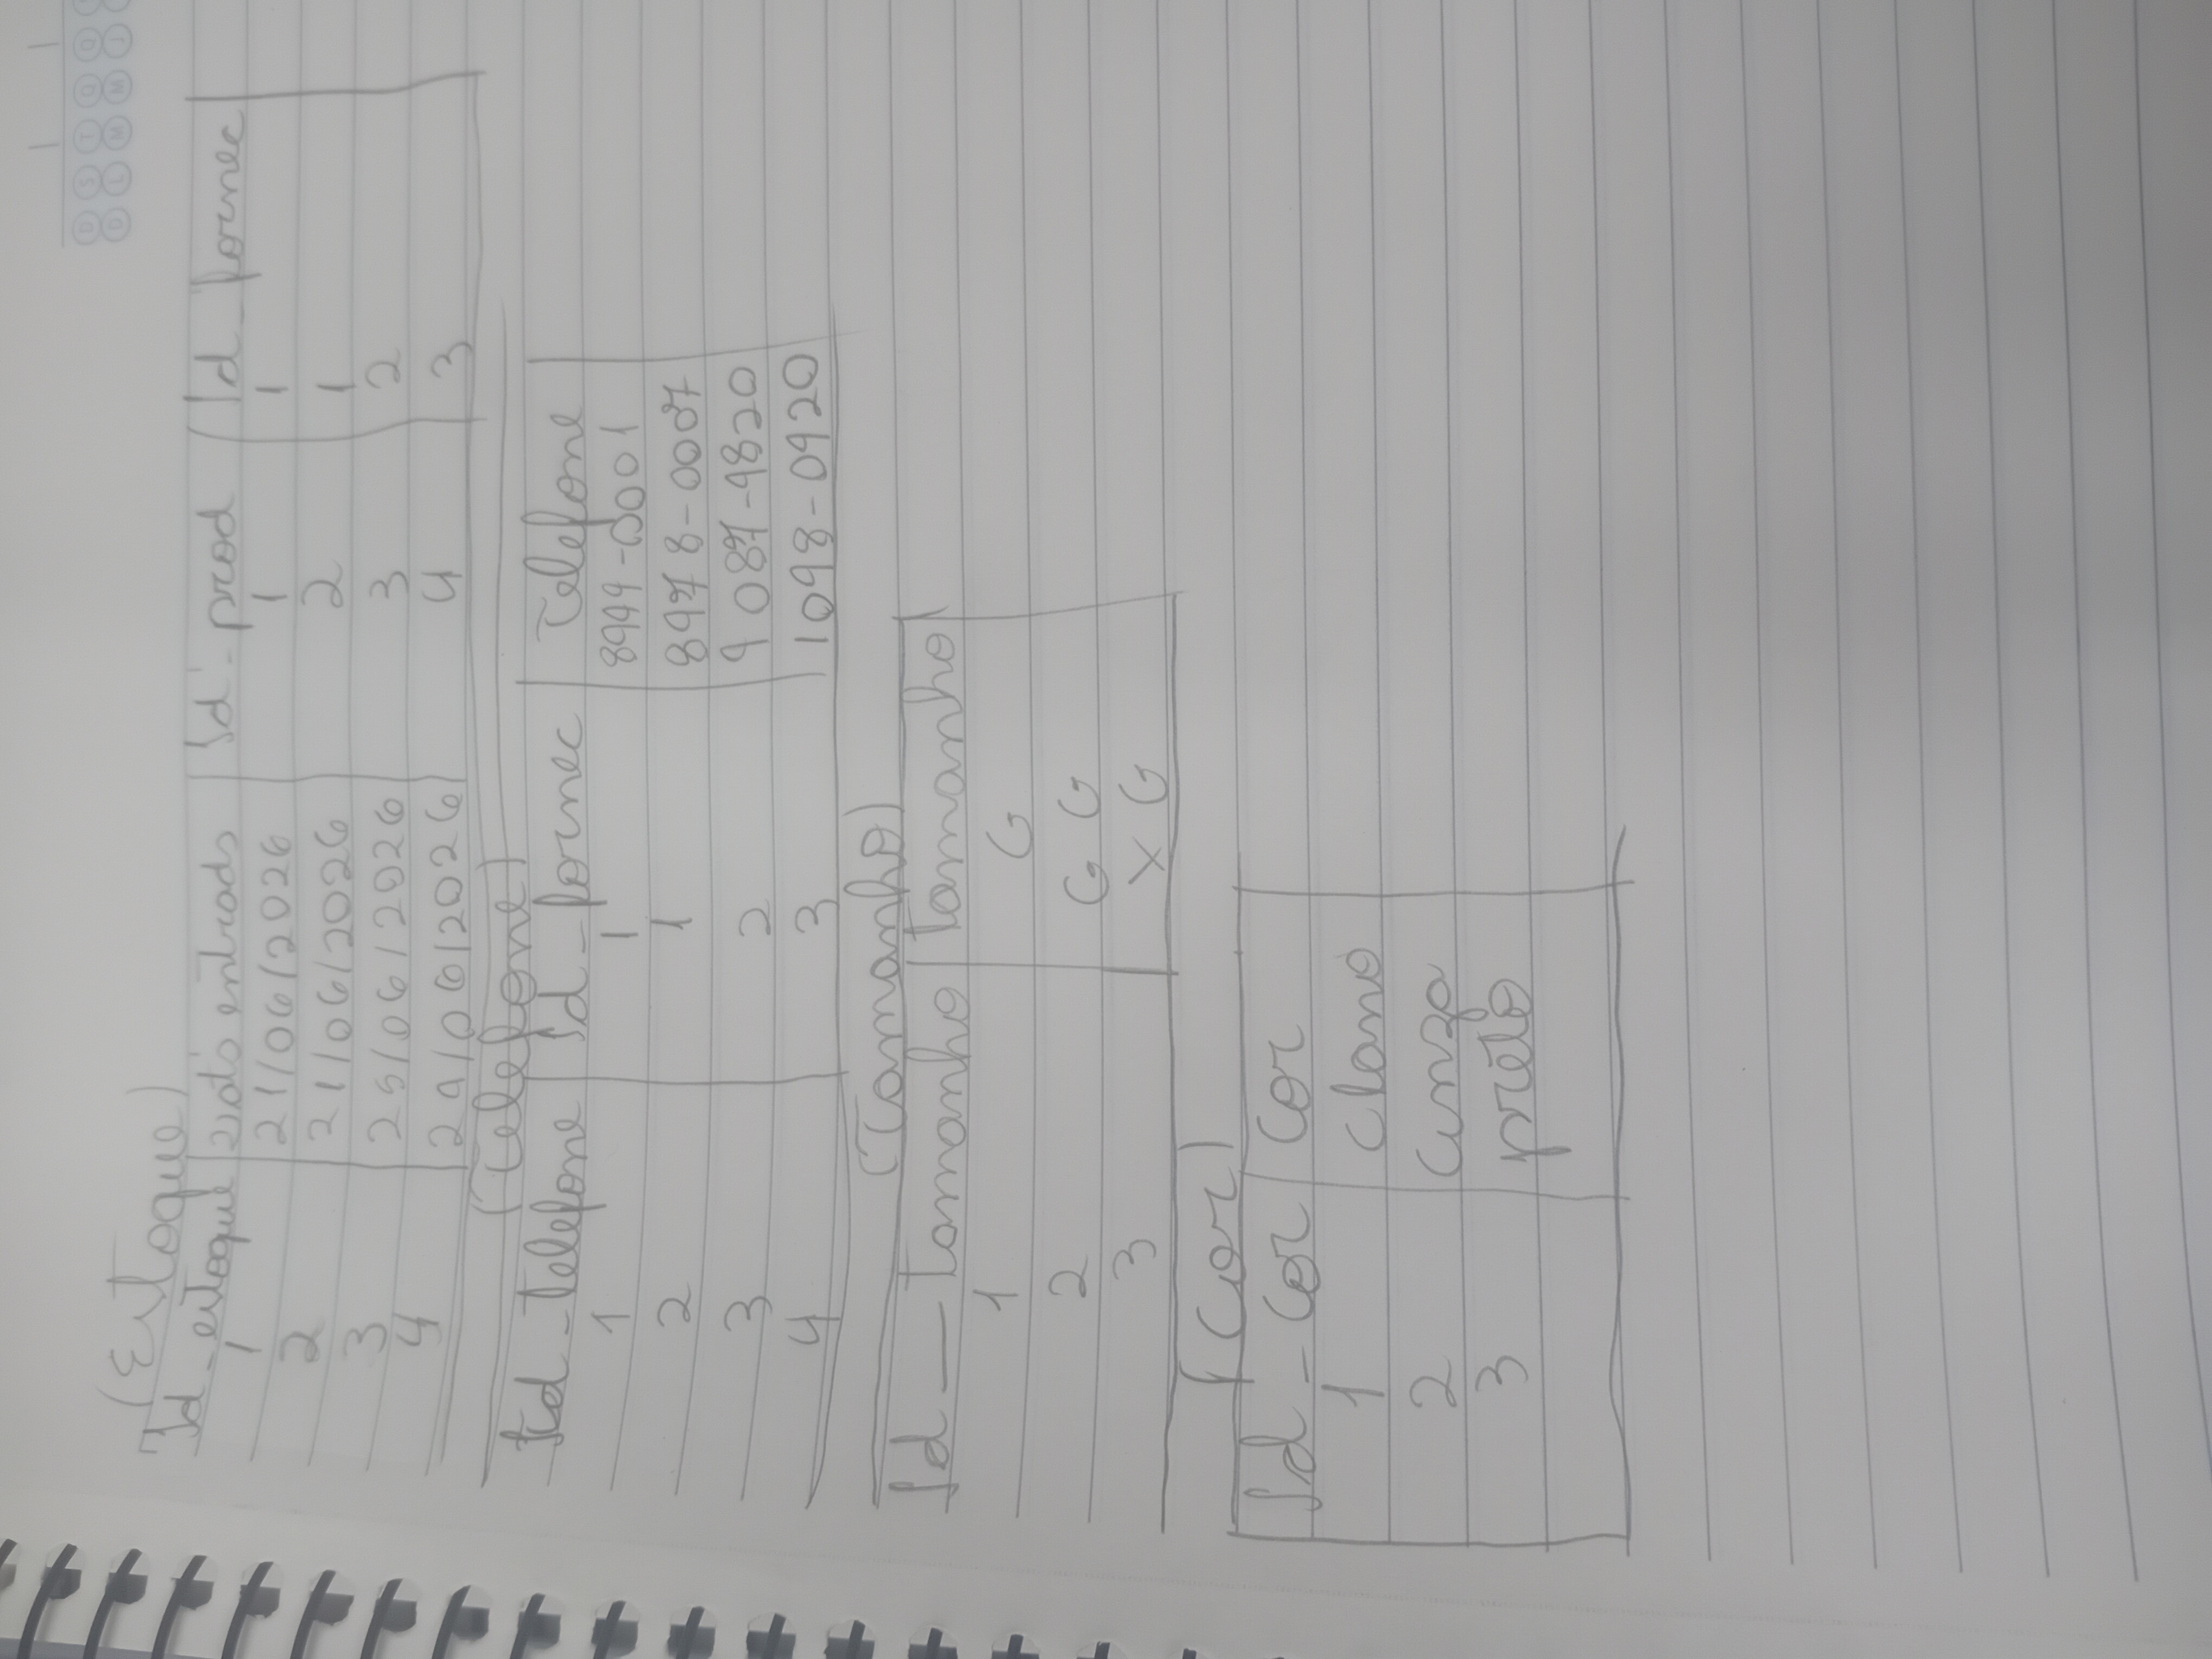 D S T Q Q
D L M M J
(Estoque)
Id_estoque Data entrada Id_prod Id_fornec
1 21/06/2026 1 1
2 21/06/2026 2 1
3 25/06/2026 3 2
4 29/06/2026 4 3
(Telefone)
Id_telefone Id_fornec Telefone
1 1 8999-0001
2 1 8978-0007
3 2 9087-9820
4 3 1098-0920
(Tamanho)
Id_tamanho tamanho
1 G
2 GG
3 XG
(Cor)
Id_Cor Cor
1 claro
2 cinza
3 preto